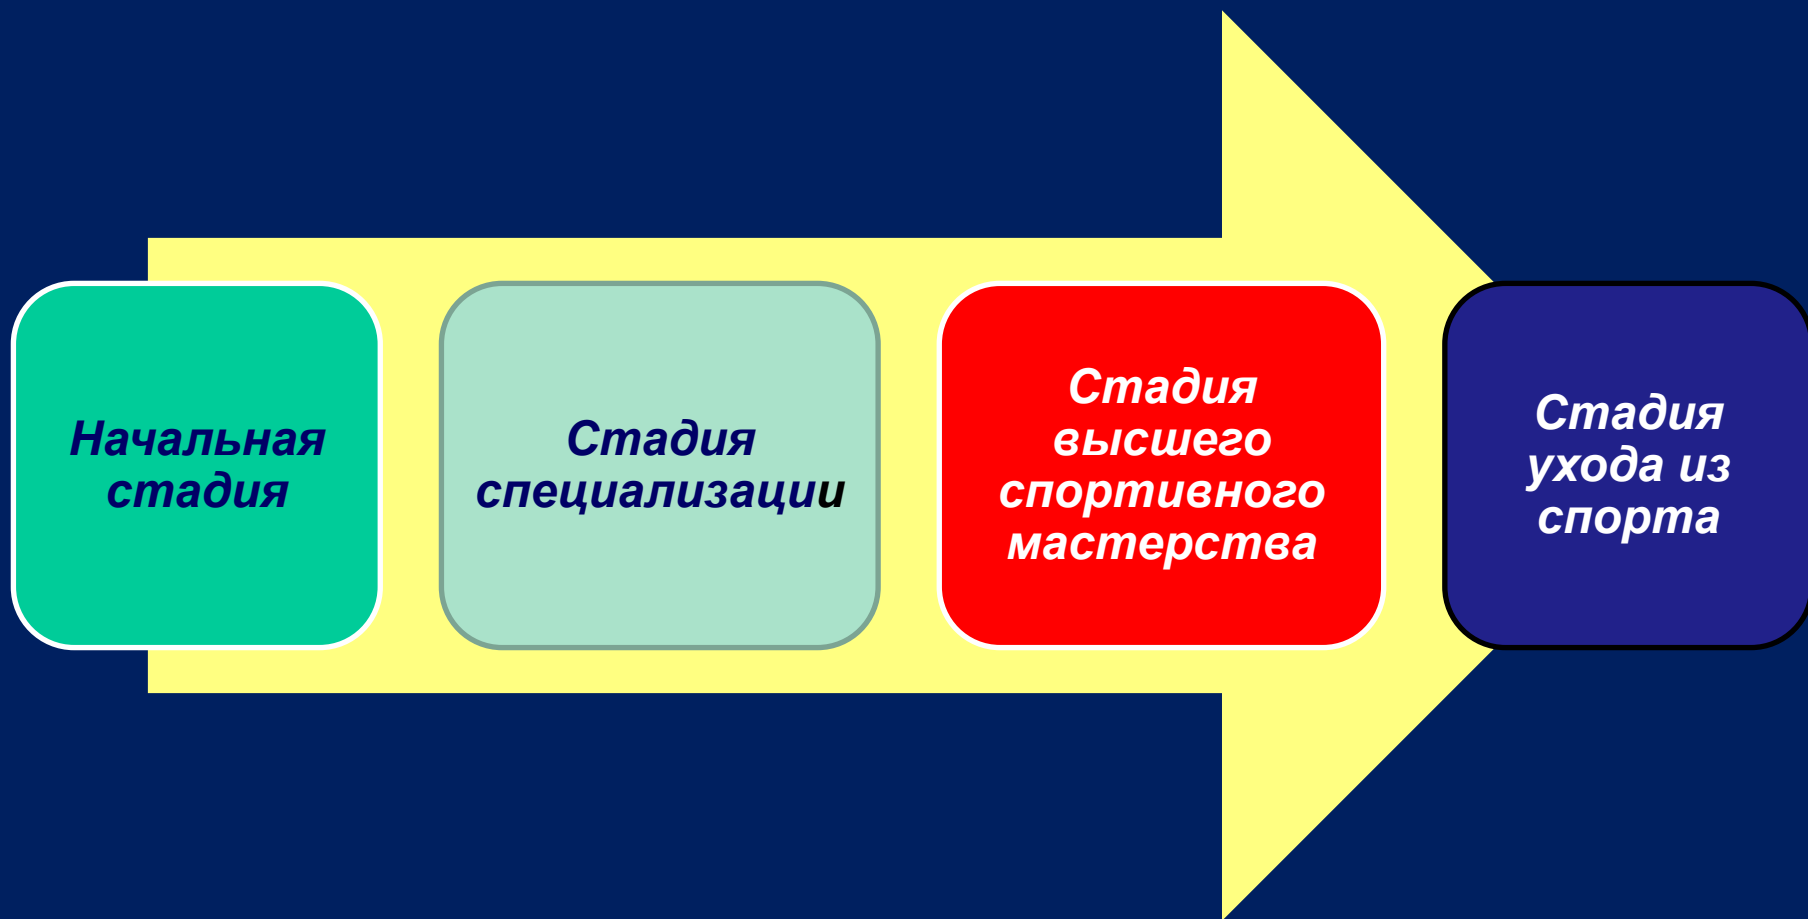 Начальная
стадия
Стадия
специализации
Стадия
высшего
спортивного
мастерства
Стадия
ухода из
спорта